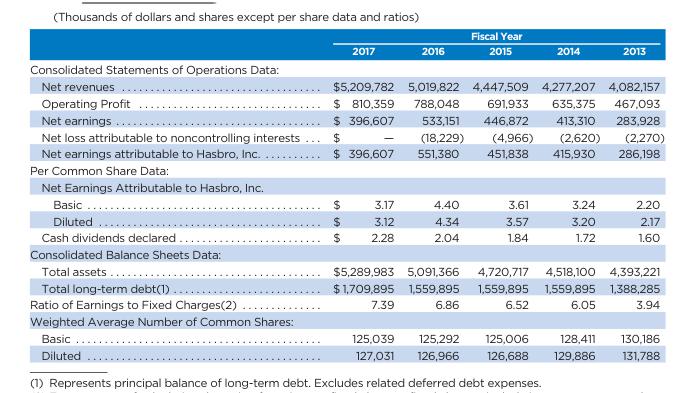 (Thousands of dollars and shares except per share data and ratios)
Fiscal Year
2017 2016 2015 2014 2013
Consolidated Statements of Operations Data:
Net revenues . . . . . . . . . . . . . . . . . . . . . . . . . . . . . . . . $5,209,782 5,019,822 4,447,509 4,277,207 4,082,157
Operating Profit . . . . . . . . . . . . . . . . . . . . . . . . . . . . . $ 810,359 788,048 691,933 635,375 467,093
Net earnings . . . . . . . . . . . . . . . . . . . . . . . . . . . . . . . . $ 396,607 533,151 446,872 413,310 283,928
Net loss attributable to noncontrolling interests . . . $ — (18,229) (4,966) (2,620) (2,270)
Net earnings attributable to Hasbro, Inc. . . . . . . . . . $ 396,607 551,380 451,838 415,930 286,198
Per Common Share Data:
Net Earnings Attributable to Hasbro, Inc.
Basic . . . . . . . . . . . . . . . . . . . . . . . . . . . . . . . . . . . . . $ 3.17 4.40 3.61 3.24 2.20
Diluted . . . . . . . . . . . . . . . . . . . . . . . . . . . . . . . . . . . $ 3.12 4.34 3.57 3.20 2.17
Cash dividends declared . . . . . . . . . . . . . . . . . . . . . . $ 2.28 2.04 1.84 1.72 1.60
Consolidated Balance Sheets Data:
Total assets . . . . . . . . . . . . . . . . . . . . . . . . . . . . . . . . . $5,289,983 5,091,366 4,720,717 4,518,100 4,393,221
Total long-term debt(1) . . . . . . . . . . . . . . . . . . . . . . . $1,709,895 1,559,895 1,559,895 1,559,895 1,388,285
Ratio of Earnings to Fixed Charges(2) . . . . . . . . . . . . . 7.39 6.86 6.52 6.05 3.94
Weighted Average Number of Common Shares:
Basic . . . . . . . . . . . . . . . . . . . . . . . . . . . . . . . . . . . . . . 125,039 125,292 125,006 128,411 130,186
Diluted . . . . . . . . . . . . . . . . . . . . . . . . . . . . . . . . . . . . 127,031 126,966 126,688 129,886 131,788
(1) Represents principal balance of long-term debt. Excludes related deferred debt expenses.